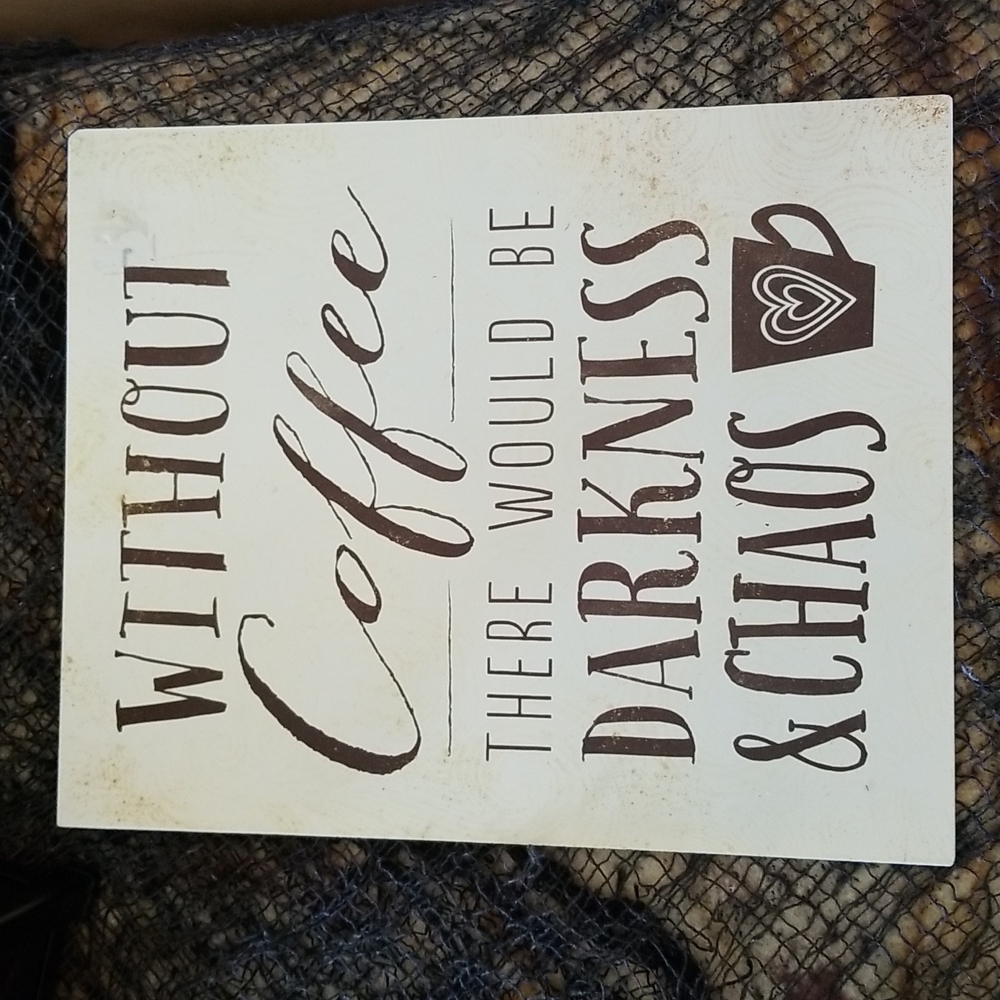 WITHOUT
Coffee
THERE WOULD BE
DARKNESS
& CHAOS